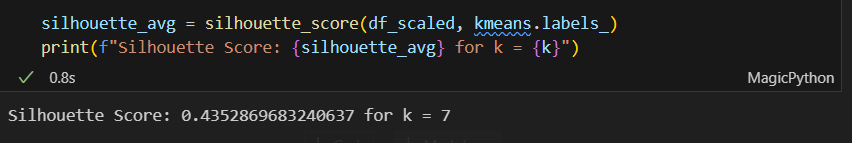 silhouette_avg = silhouette_score(df_scaled, kmeans.labels_)
print(f"Silhouette Score: {silhouette_avg} for k = {k}")
0.8s
MagicPython
Silhouette Score: 0.4352869683240637 for k = 7